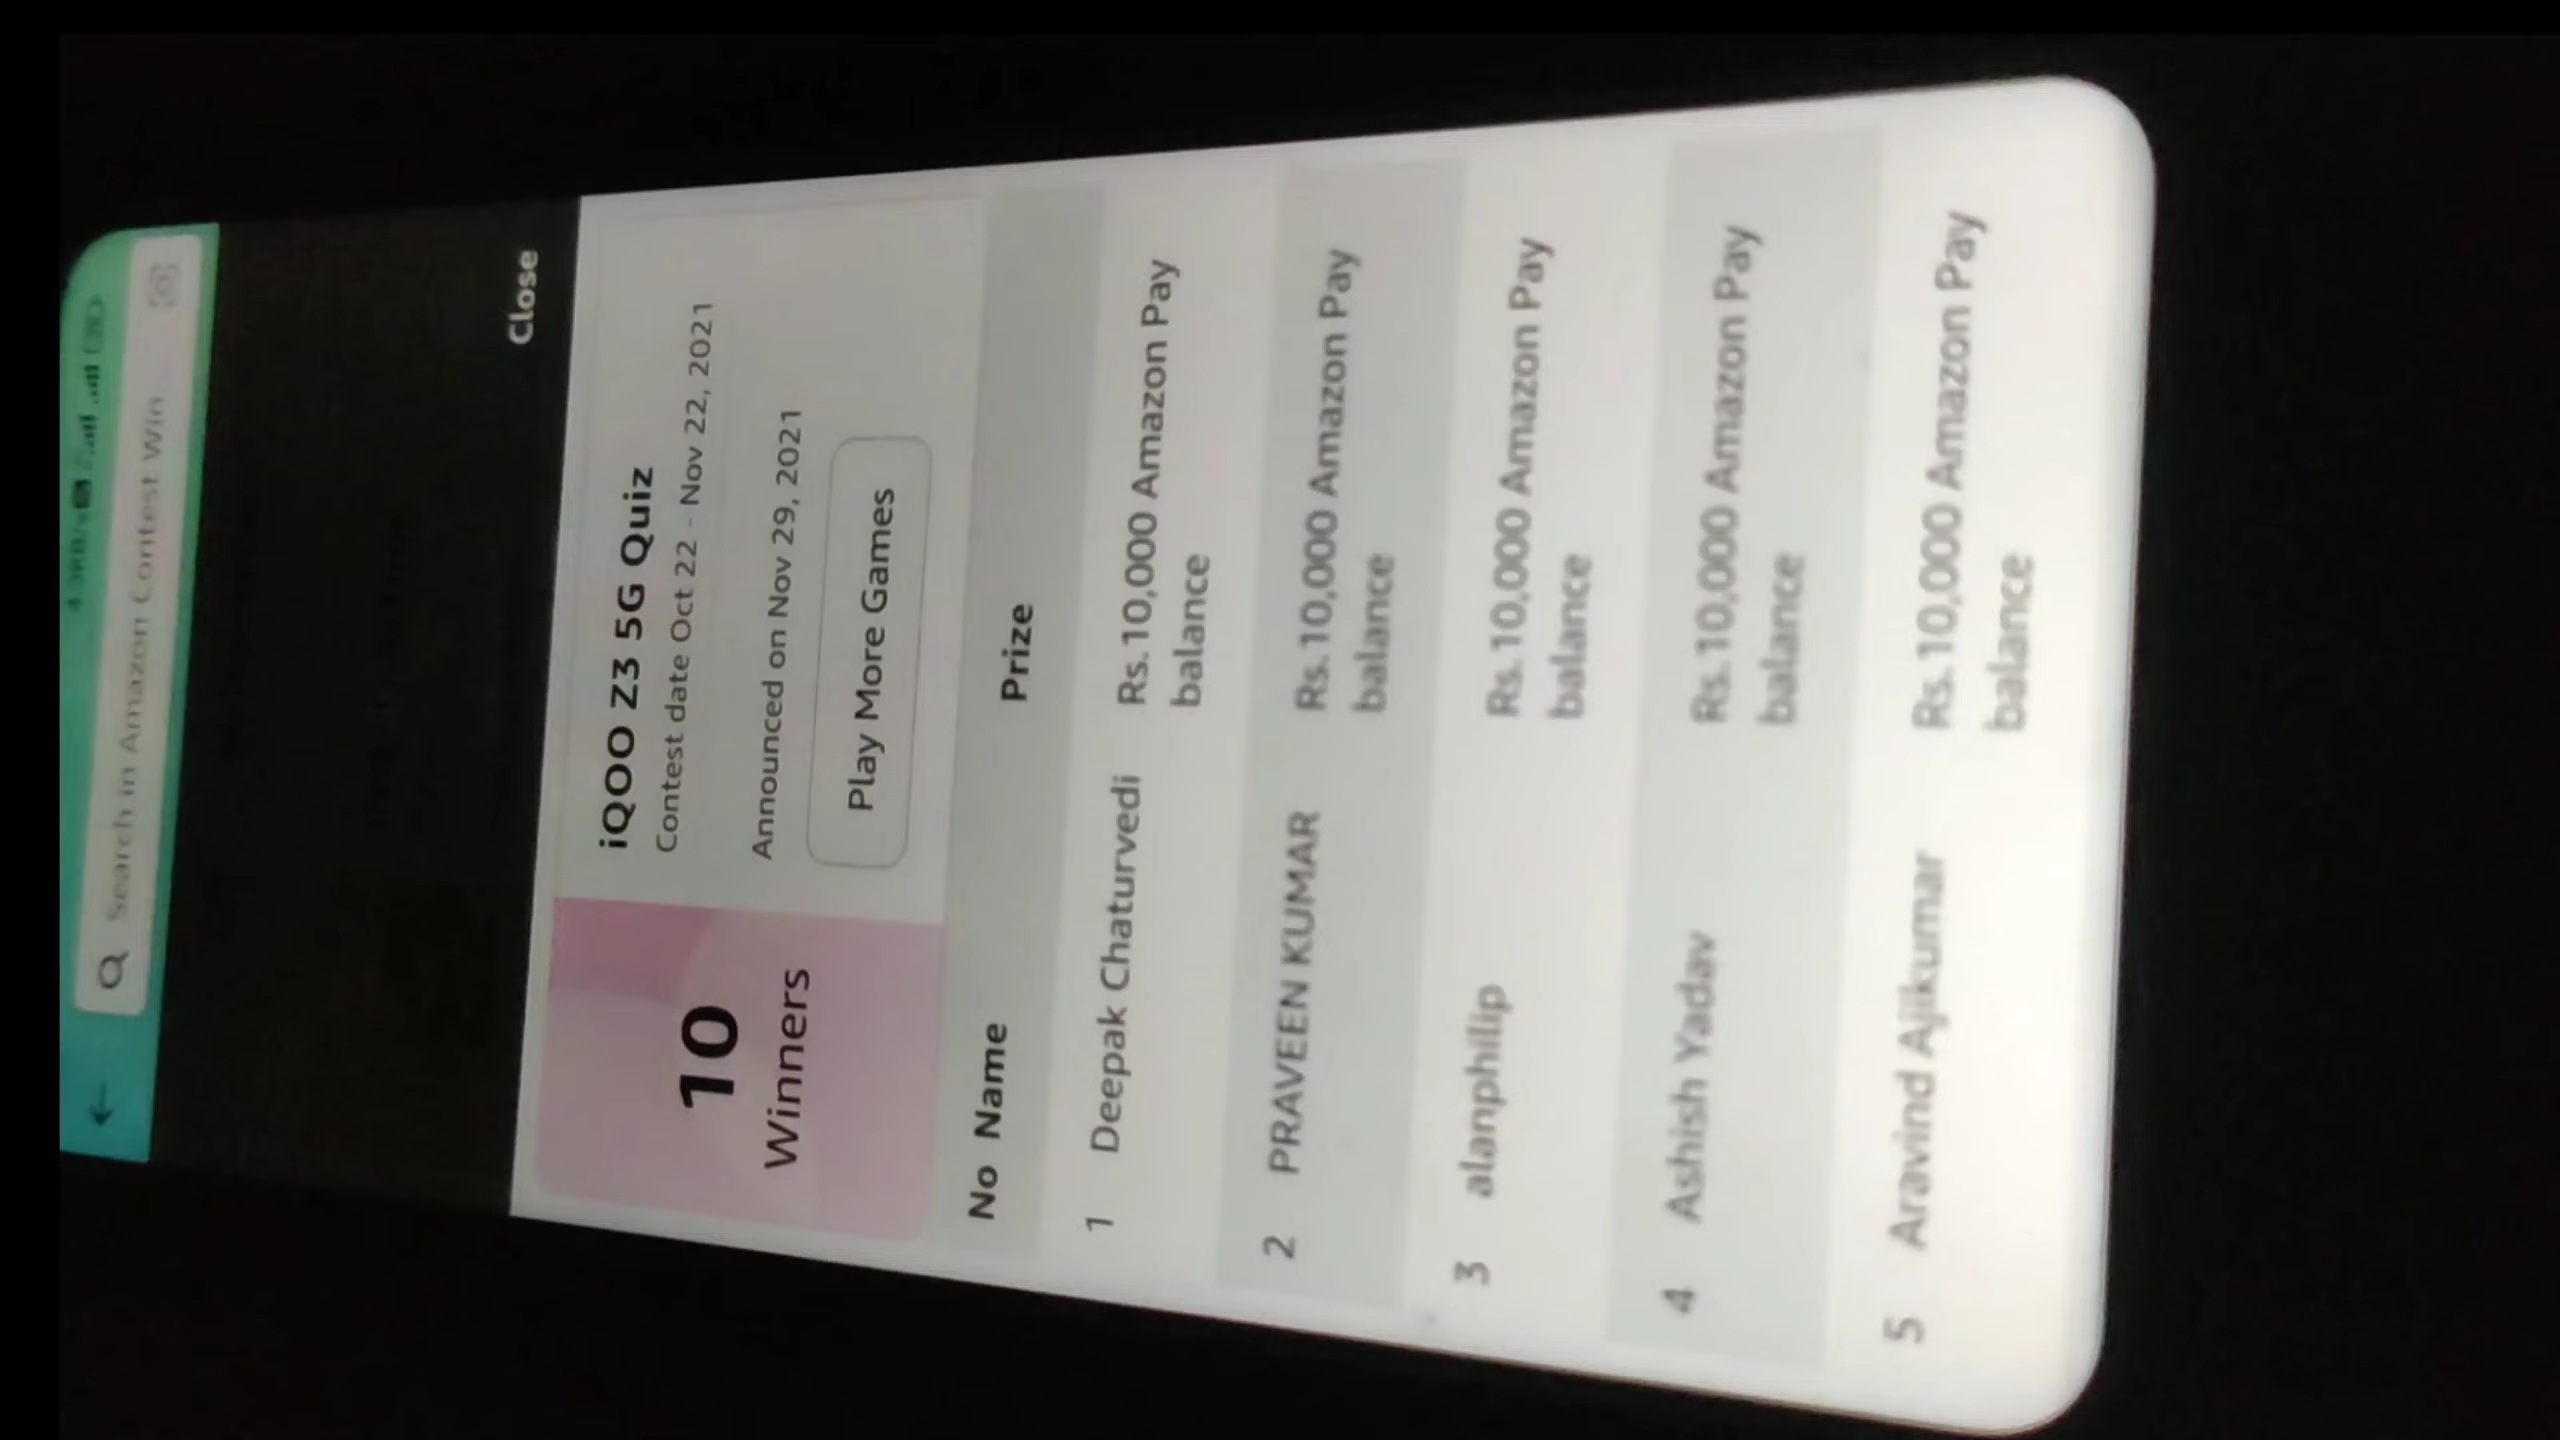 Search in Amazon Contest Win
Close
10
Winners
iQOO Z3 5G Quiz
Contest date Oct 22 - Nov 22, 2021
Announced on Nov 29, 2021
Play More Games
No Name Prize
1 Deepak Chaturvedi Rs.10,000 Amazon Pay
balance
2 PRAVEEN KUMAR Rs.10,000 Amazon Pay
balance
3 alanphilip Rs.10,000 Amazon Pay
balance
4 Ashish Yadav Rs.10,000 Amazon Pay
balance
5 Aravind Ajikumar Rs.10,000 Amazon Pay
balance